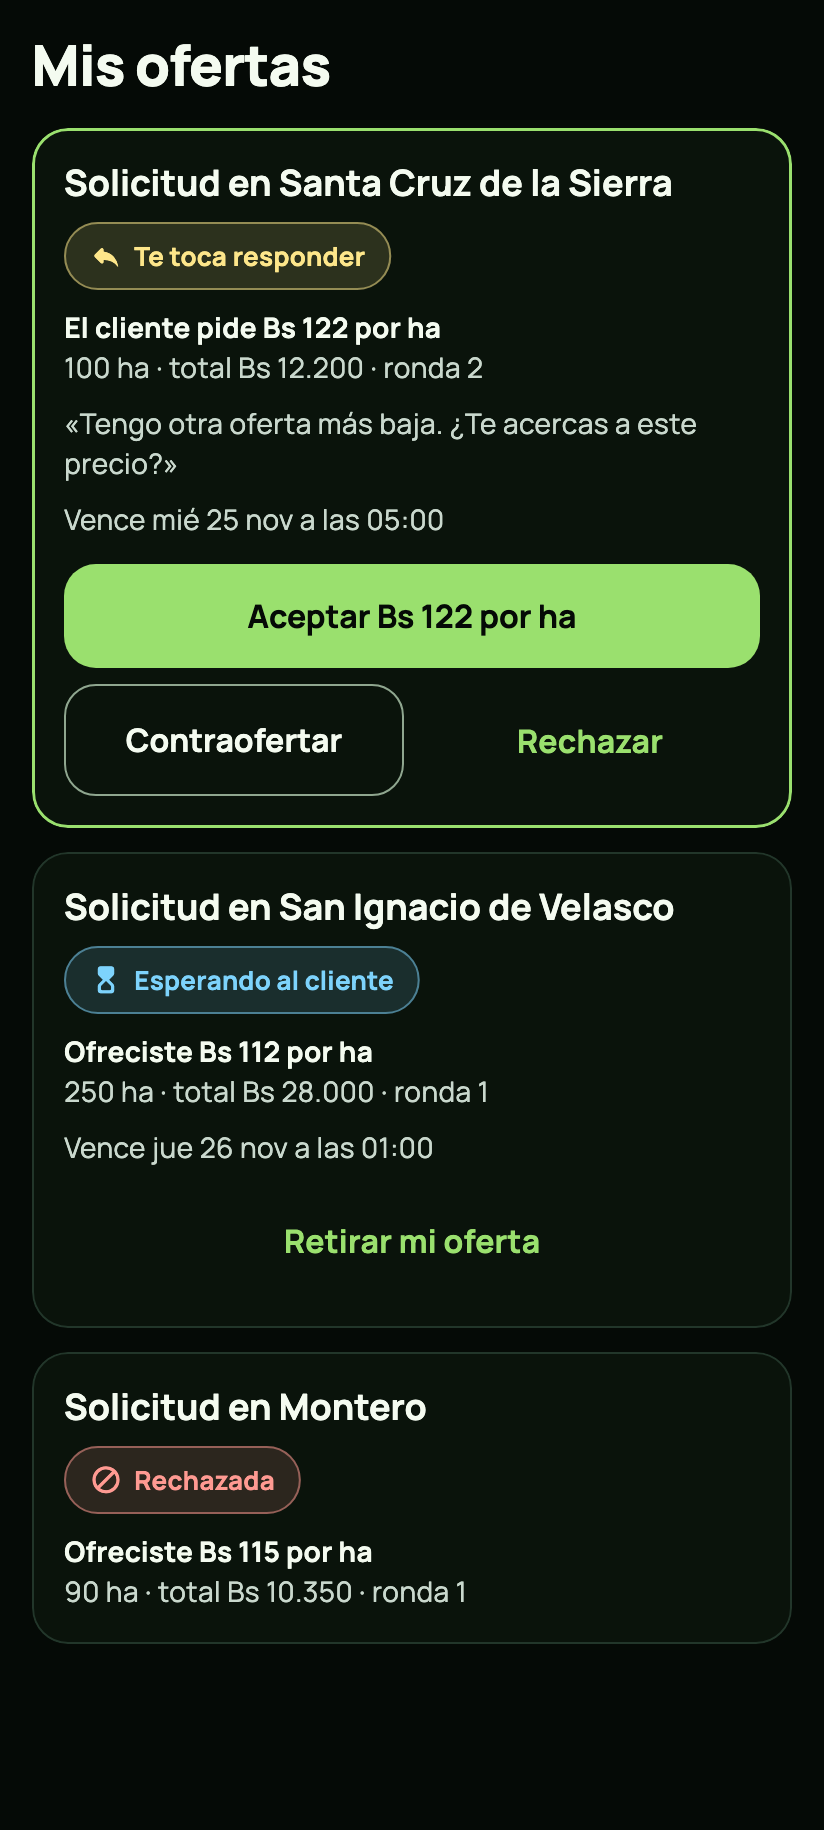 Mis ofertas
Solicitud en Santa Cruz de la Sierra
Te toca responder
El cliente pide Bs 122 por ha
100 ha · total Bs 12.200 · ronda 2
«Tengo otra oferta más baja. ¿Te acercas a este
precio?»
Vence mié 25 nov a las 05:00
Aceptar Bs 122 por ha
Contraofertar
Rechazar
Solicitud en San Ignacio de Velasco
Esperando al cliente
Ofreciste Bs 112 por ha
250 ha · total Bs 28.000 · ronda 1
Vence jue 26 nov a las 01:00
Retirar mi oferta
Solicitud en Montero
Rechazada
Ofreciste Bs 115 por ha
90 ha · total Bs 10.350 · ronda 1